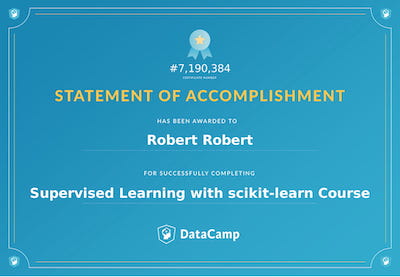 #7,190,384
CERTIFICATE NUMBER
STATEMENT OF ACCOMPLISHMENT
HAS BEEN AWARDED TO
Robert Robert
FOR SUCCESSFULLY COMPLETING
Supervised Learning with scikit-learn Course
DataCamp